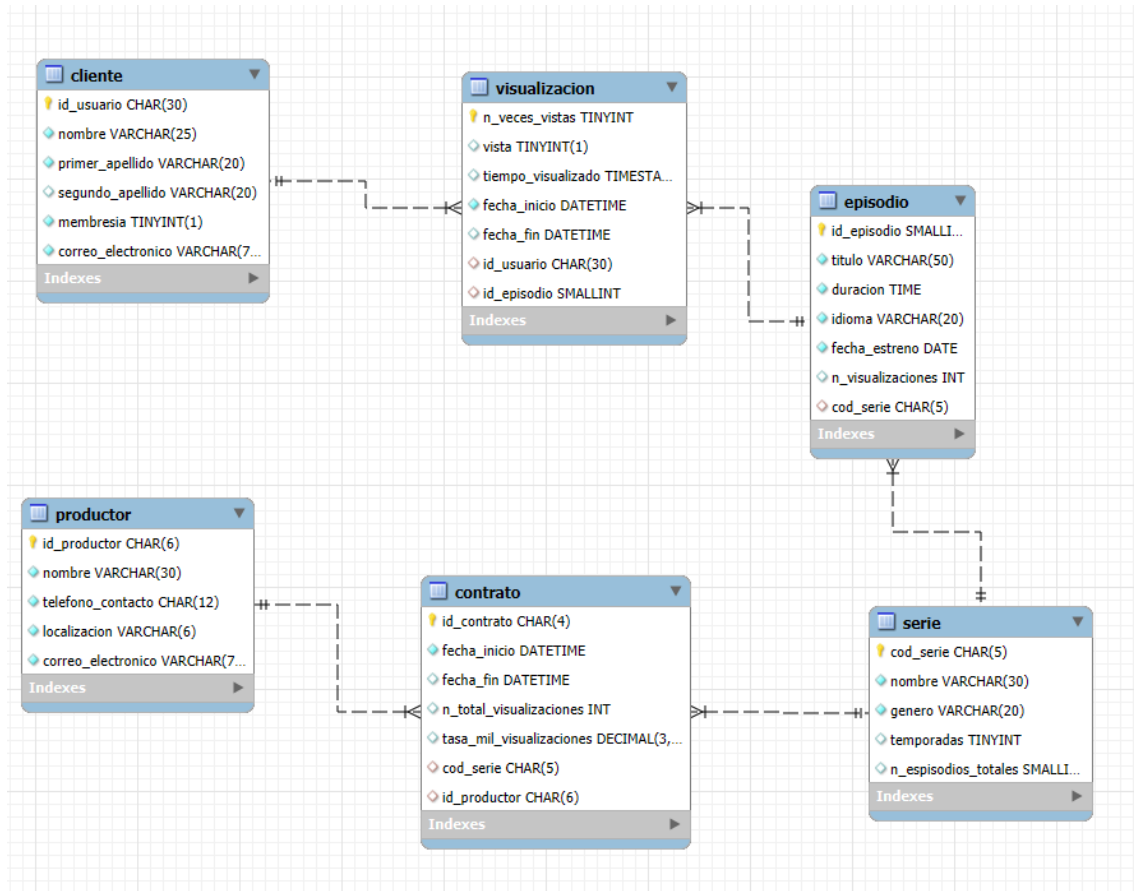 cliente
id_usuario CHAR(30)
nombre VARCHAR(25)
primer_apellido VARCHAR(20)
segundo_apellido VARCHAR(20)
membresia TINYINT(1)
correo_electronico VARCHAR(7...
Indexes
visualizacion
n_veces_vistas TINYINT
vista TINYINT(1)
tiempo_visualizado TIMESTA...
fecha_inicio DATETIME
fecha_fin DATETIME
id_usuario CHAR(30)
id_episodio SMALLINT
Indexes
episodio
id_episodio SMALLI...
titulo VARCHAR(50)
duracion TIME
idioma VARCHAR(20)
fecha_estreno DATE
n_visualizaciones INT
cod_serie CHAR(5)
Indexes
productor
id_productor CHAR(6)
nombre VARCHAR(30)
telefono_contacto CHAR(12)
localizacion VARCHAR(6)
correo_electronico VARCHAR(7...
Indexes
contrato
id_contrato CHAR(4)
fecha_inicio DATETIME
fecha_fin DATETIME
n_total_visualizaciones INT
tasa_mil_visualizaciones DECIMAL(3,...
cod_serie CHAR(5)
id_productor CHAR(6)
Indexes
serie
cod_serie CHAR(5)
nombre VARCHAR(30)
genero VARCHAR(20)
temporadas TINYINT
n_espisodios_totales SMALLI...
Indexes